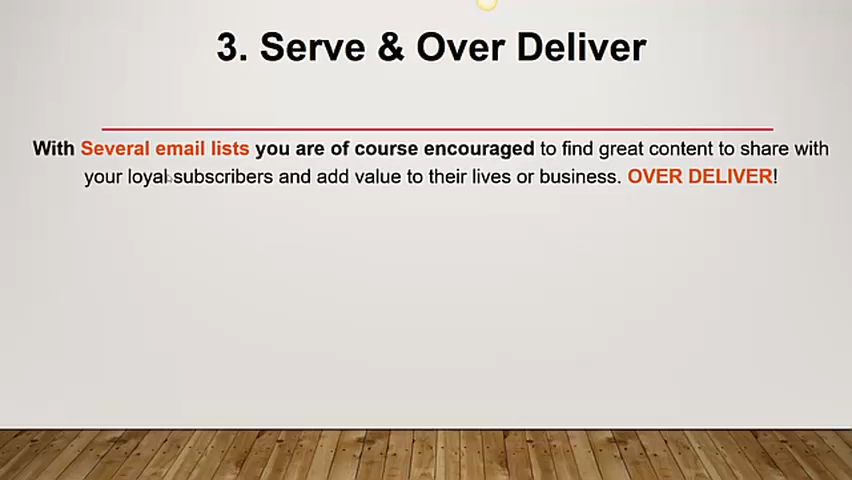 3. Serve & Over Deliver
With Several email lists you are of course encouraged to find great content to share with
your loyal subscribers and add value to their lives or business. OVER DELIVER!